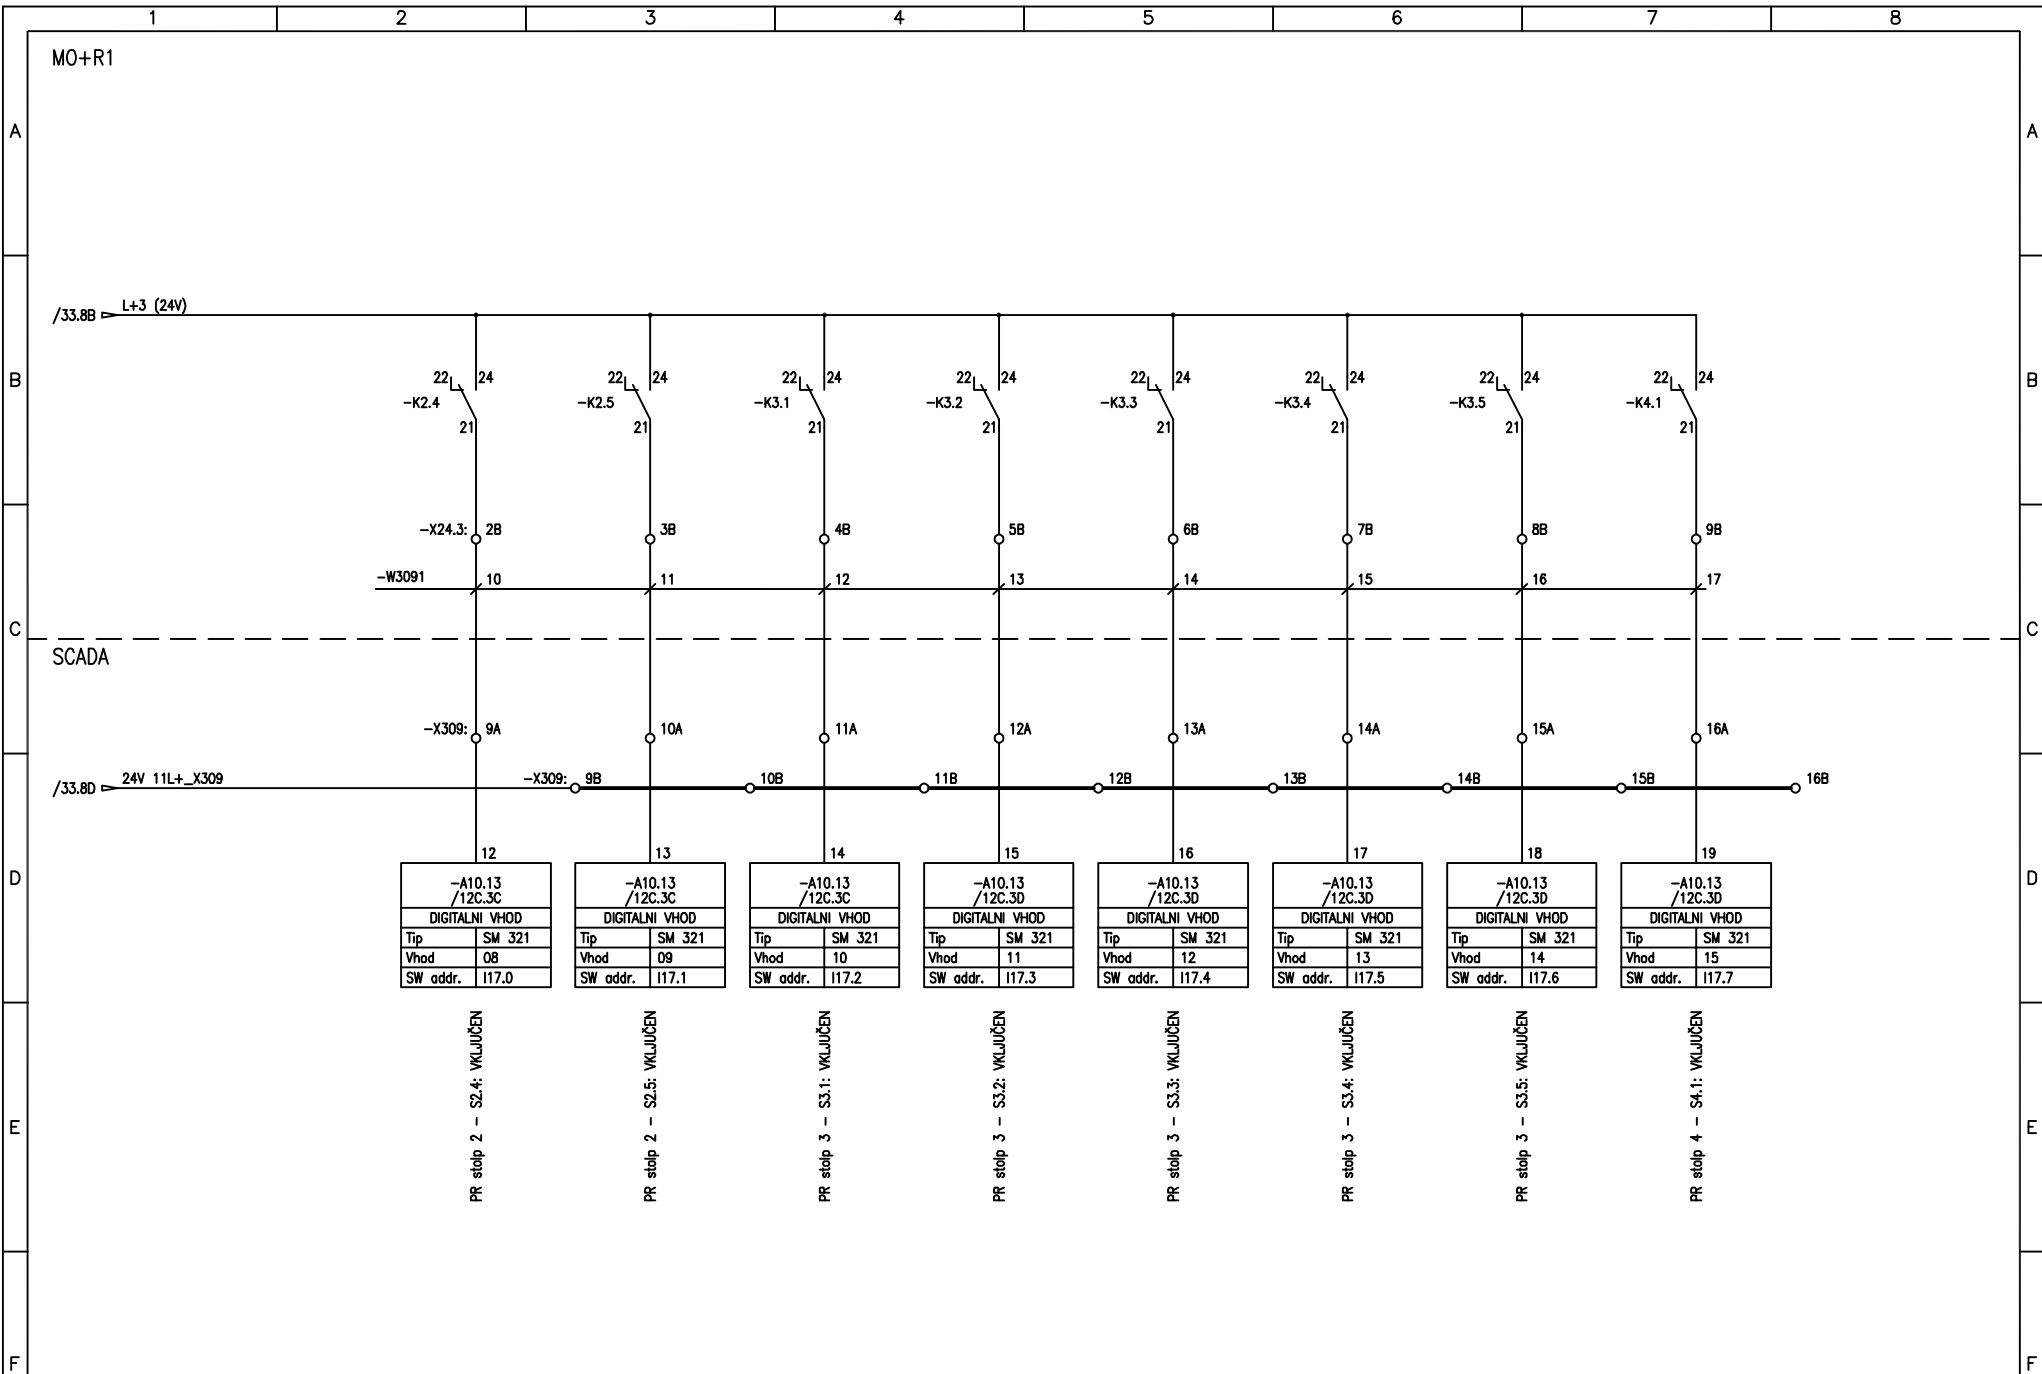 1 2 3 4 5 6 7 8
MO+R1
A A
/33.8B L+3 (24V)
B B
22 24 22 24 22 24 22 24 22 24 22 24 22 24 22 24
-K2.4 -K2.5 -K3.1 -K3.2 -K3.3 -K3.4 -K3.5 -K4.1
21 21 21 21 21 21 21 21
-X24.3: 2B 3B 4B 5B 6B 7B 8B 9B
-W3091 10 11 12 13 14 15 16 17
C C
SCADA
-X309: 9A 10A 11A 12A 13A 14A 15A 16A
/33.8D 24V 11L+_X309 -X309: 9B 10B 11B 12B 13B 14B 15B 16B
12 13 14 15 16 17 18 19
D D
-A10.13 -A10.13 -A10.13 -A10.13 -A10.13 -A10.13 -A10.13 -A10.13
/12C.3C /12C.3C /12C.3C /12C.3D /12C.3D /12C.3D /12C.3D /12C.3D
DIGITALNI VHOD DIGITALNI VHOD DIGITALNI VHOD DIGITALNI VHOD DIGITALNI VHOD DIGITALNI VHOD DIGITALNI VHOD DIGITALNI VHOD
Tip SM 321 Tip SM 321 Tip SM 321 Tip SM 321 Tip SM 321 Tip SM 321 Tip SM 321 Tip SM 321
Vhod 08 Vhod 09 Vhod 10 Vhod 11 Vhod 12 Vhod 13 Vhod 14 Vhod 15
SW addr. I17.0 SW addr. I17.1 SW addr. I17.2 SW addr. I17.3 SW addr. I17.4 SW addr. I17.5 SW addr. I17.6 SW addr. I17.7
E E
PR stolp 2 - S2.4: VKLJUČEN
PR stolp 2 - S2.5: VKLJUČEN
PR stolp 3 - S3.1: VKLJUČEN
PR stolp 3 - S3.2: VKLJUČEN
PR stolp 3 - S3.3: VKLJUČEN
PR stolp 3 - S3.4: VKLJUČEN
PR stolp 3 - S3.5: VKLJUČEN
PR stolp 4 - S4.1: VKLJUČEN
F F